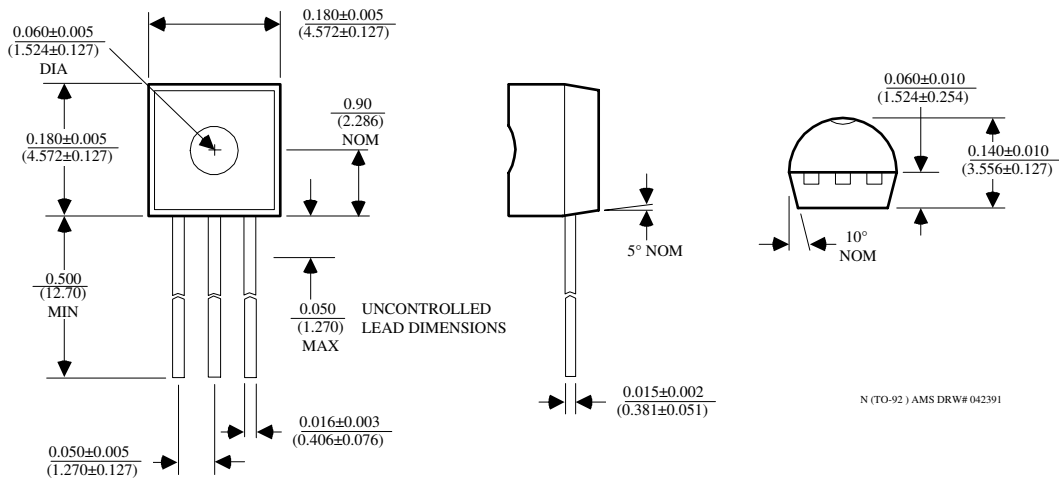 0.060±0.005
(1.524±0.127)
DIA
0.180±0.005
(4.572±0.127)
0.180±0.005
(4.572±0.127)
0.90
(2.286)
NOM
0.500
(12.70)
MIN
0.050
(1.270)
MAX
UNCONTROLLED
LEAD DIMENSIONS
0.016±0.003
(0.406±0.076)
0.050±0.005
(1.270±0.127)
5° NOM
0.015±0.002
(0.381±0.051)
0.060±0.010
(1.524±0.254)
0.140±0.010
(3.556±0.127)
10°
NOM
N (TO-92 ) AMS DRW# 042391